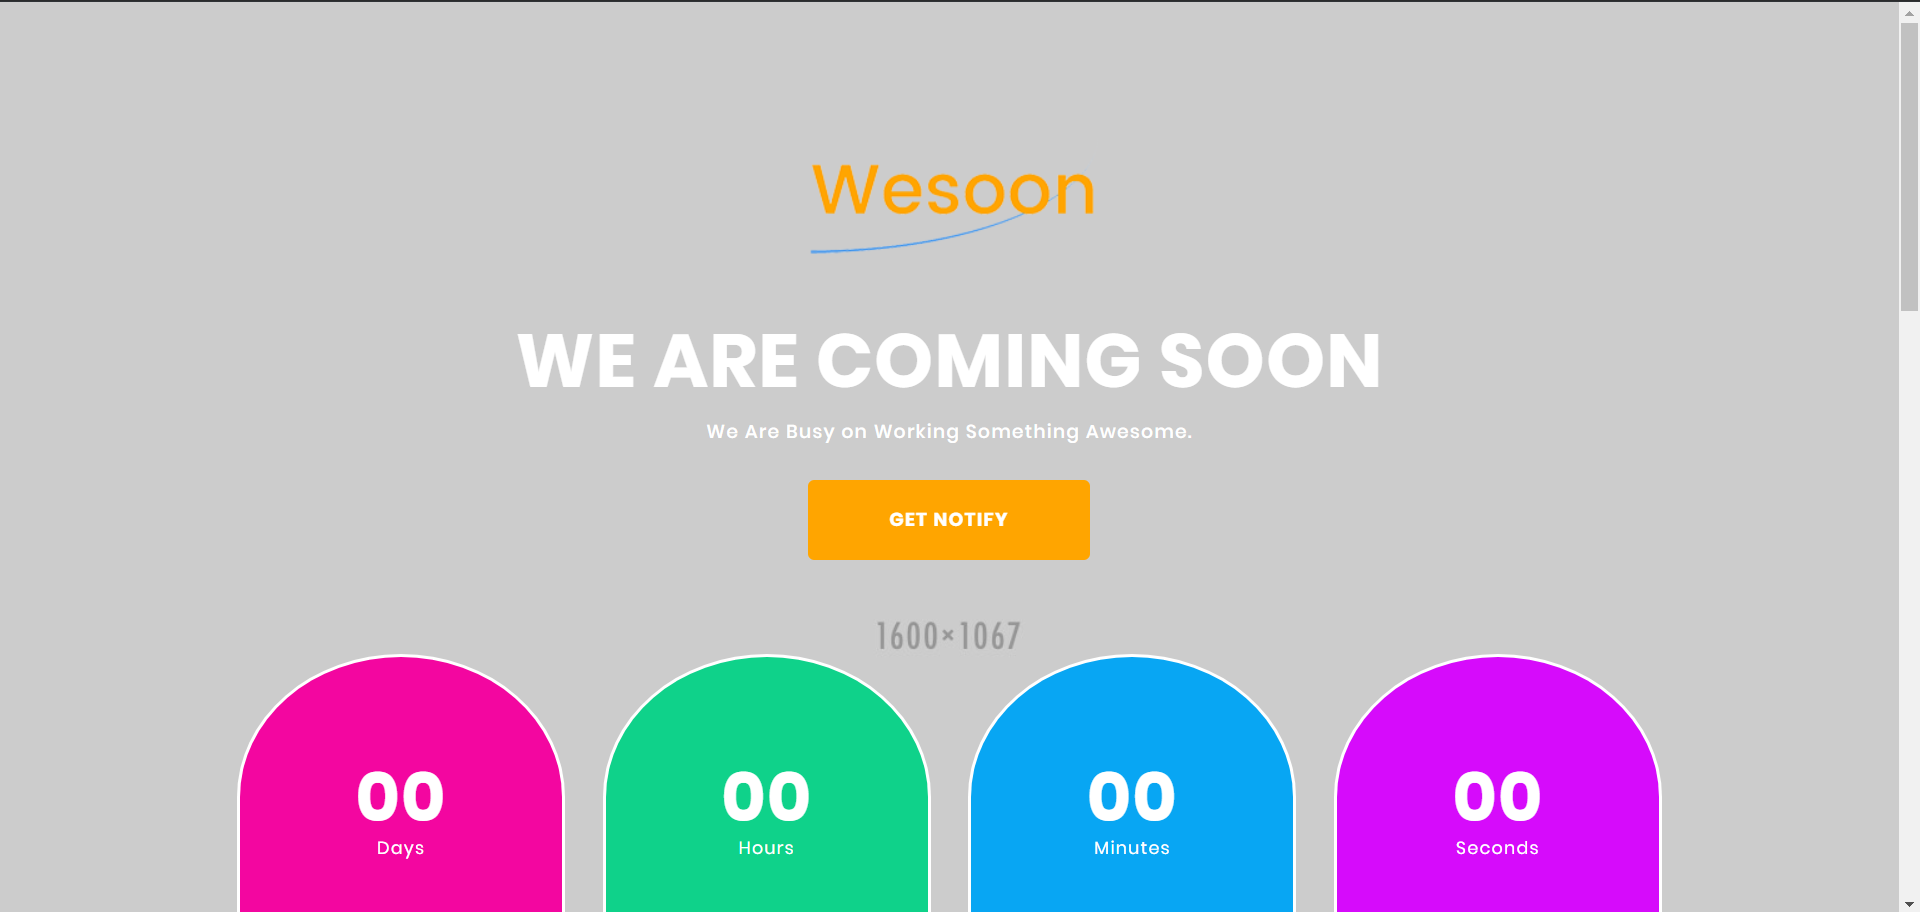 Wesoon
WE ARE COMING SOON
We Are Busy on Working Something Awesome.
GET NOTIFY
1600×1067
00 00 00 00
Days Hours Minutes Seconds